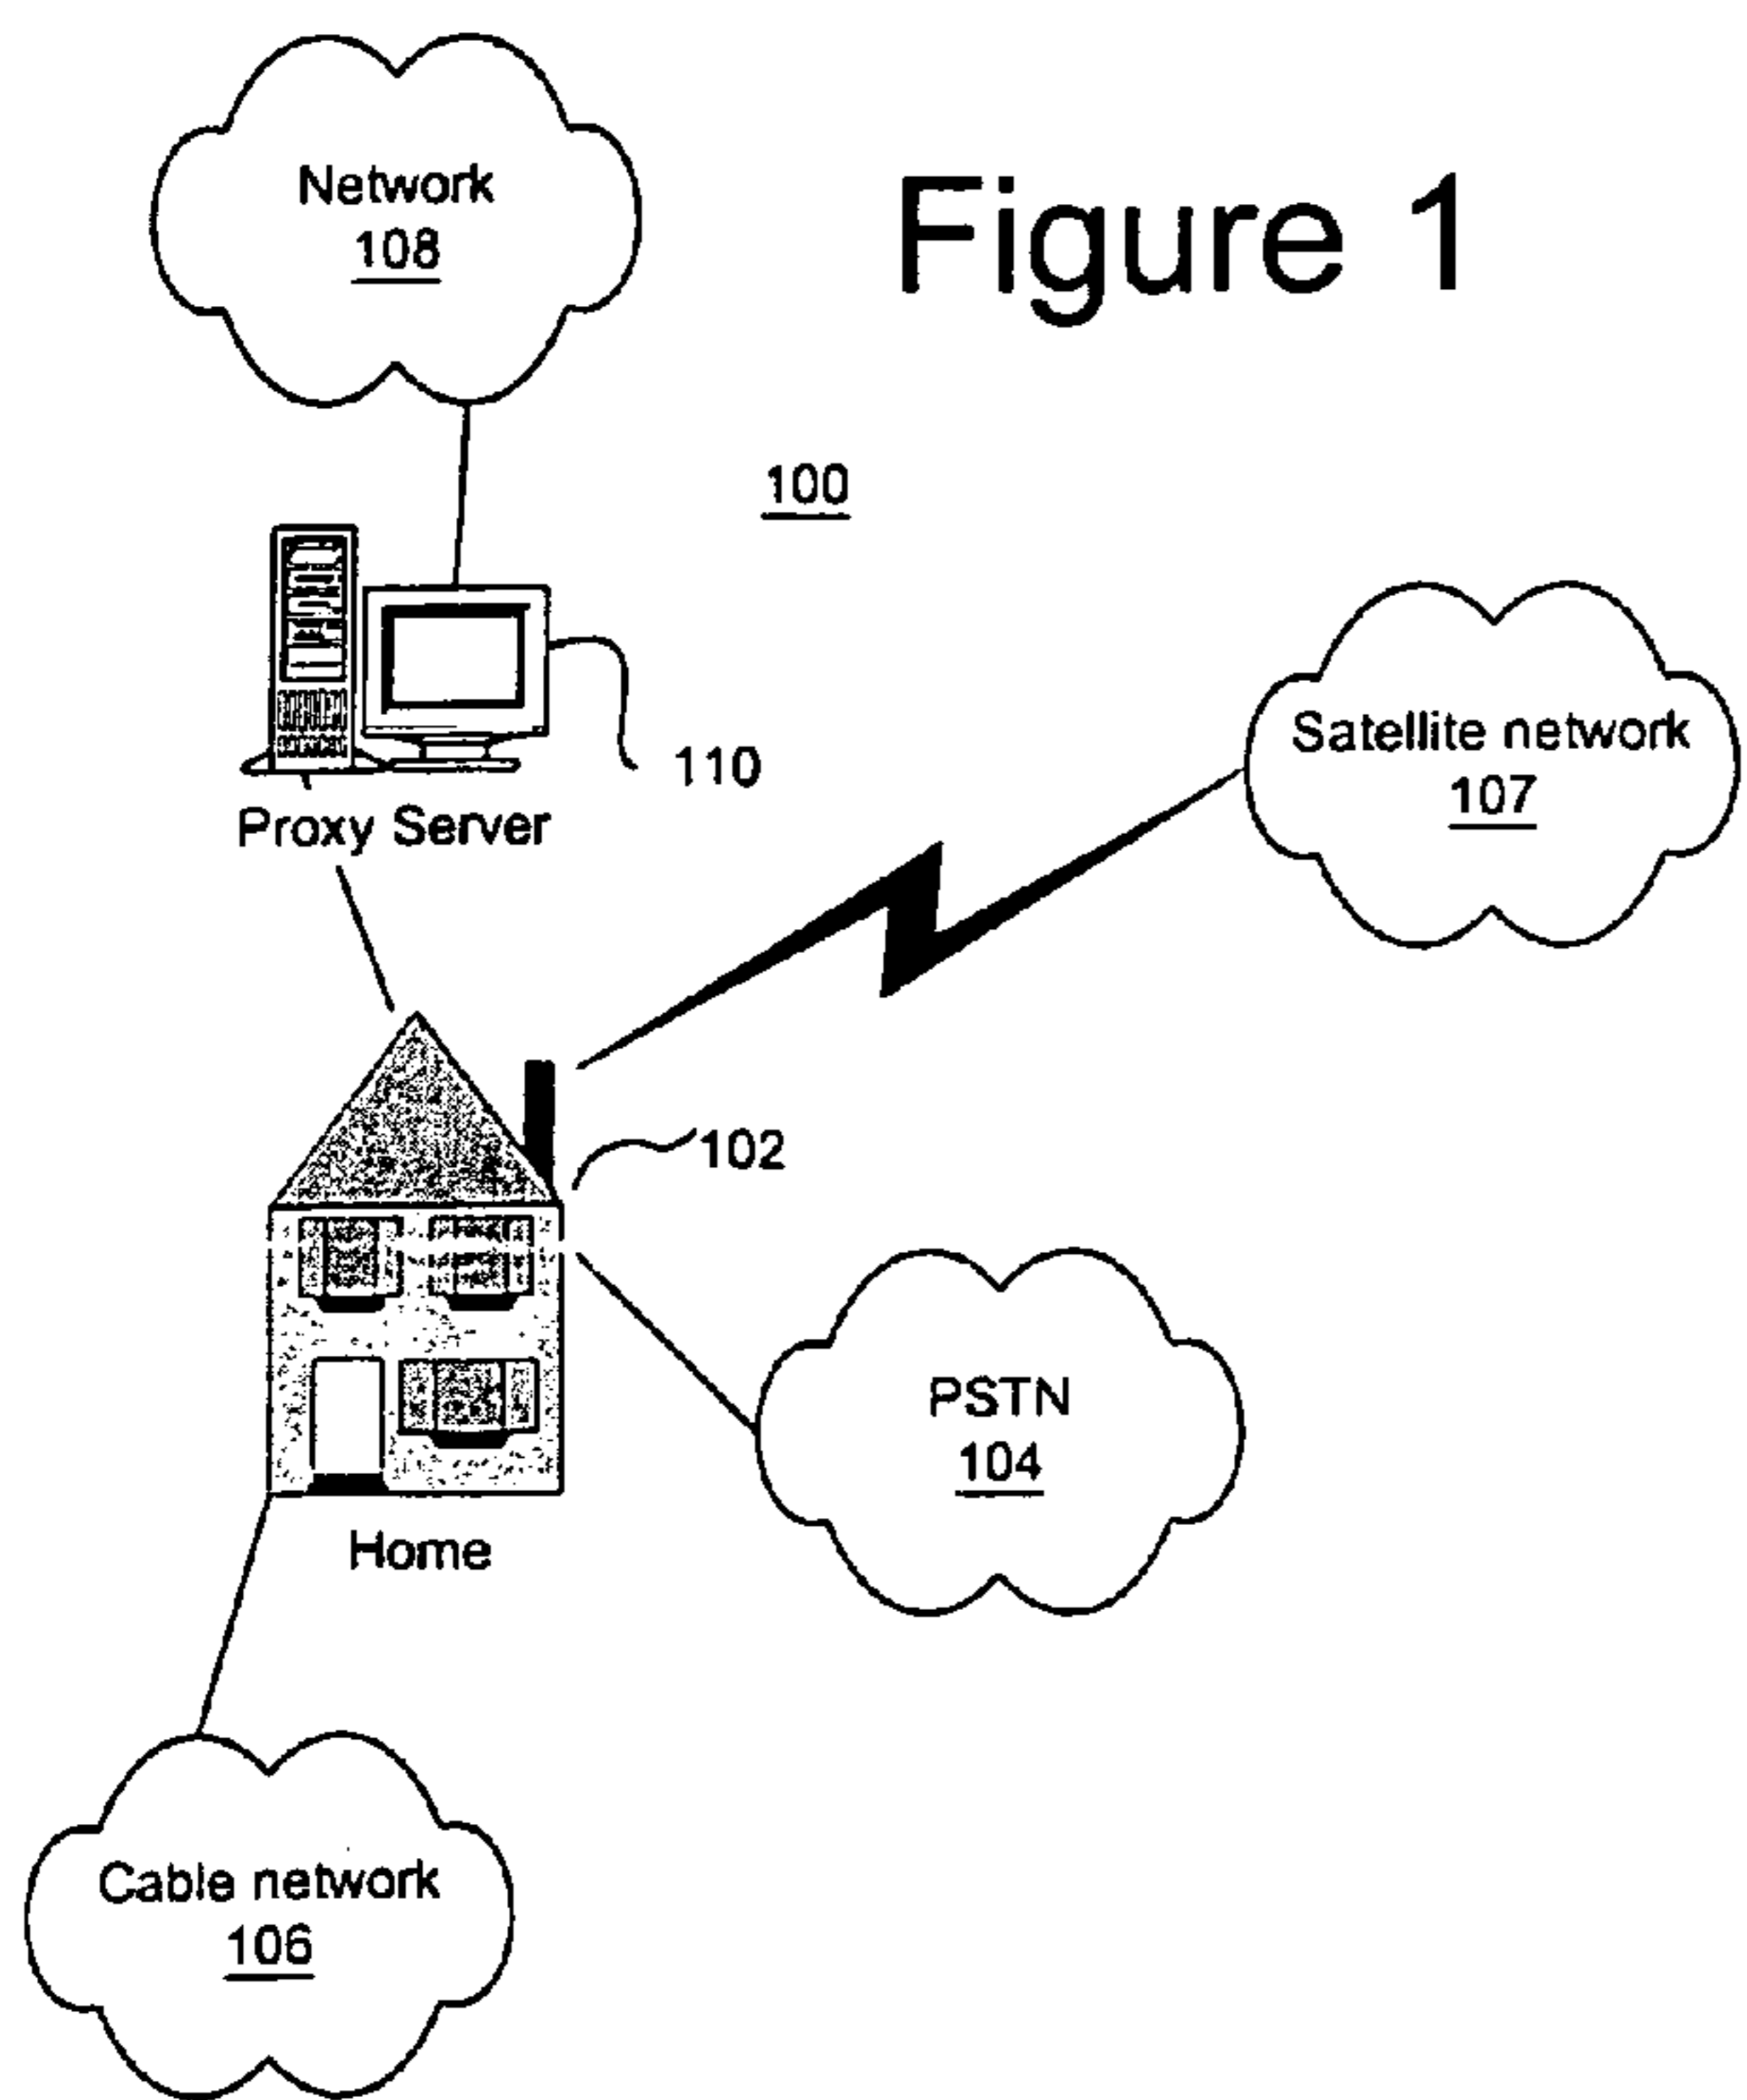 Figure 1
Network
108
100
110
Proxy Server
Satellite network
107
102
PSTN
104
Home
Cable network
106